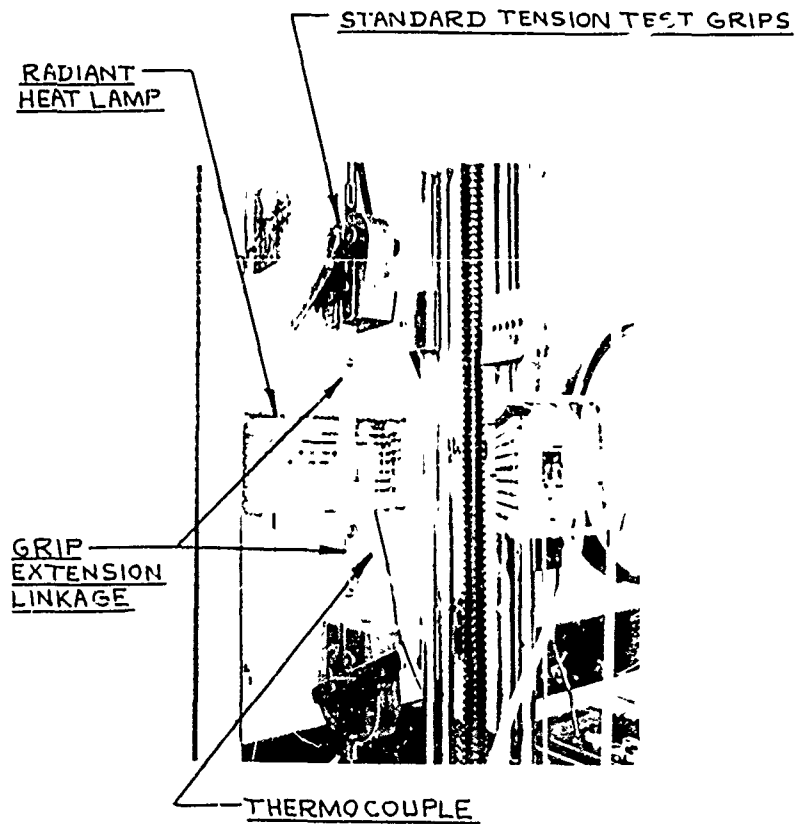 STANDARD TENSION TEST GRIPS
RADIANT
HEAT LAMP
GRIP
EXTENSION
LINKAGE
THERMOCOUPLE